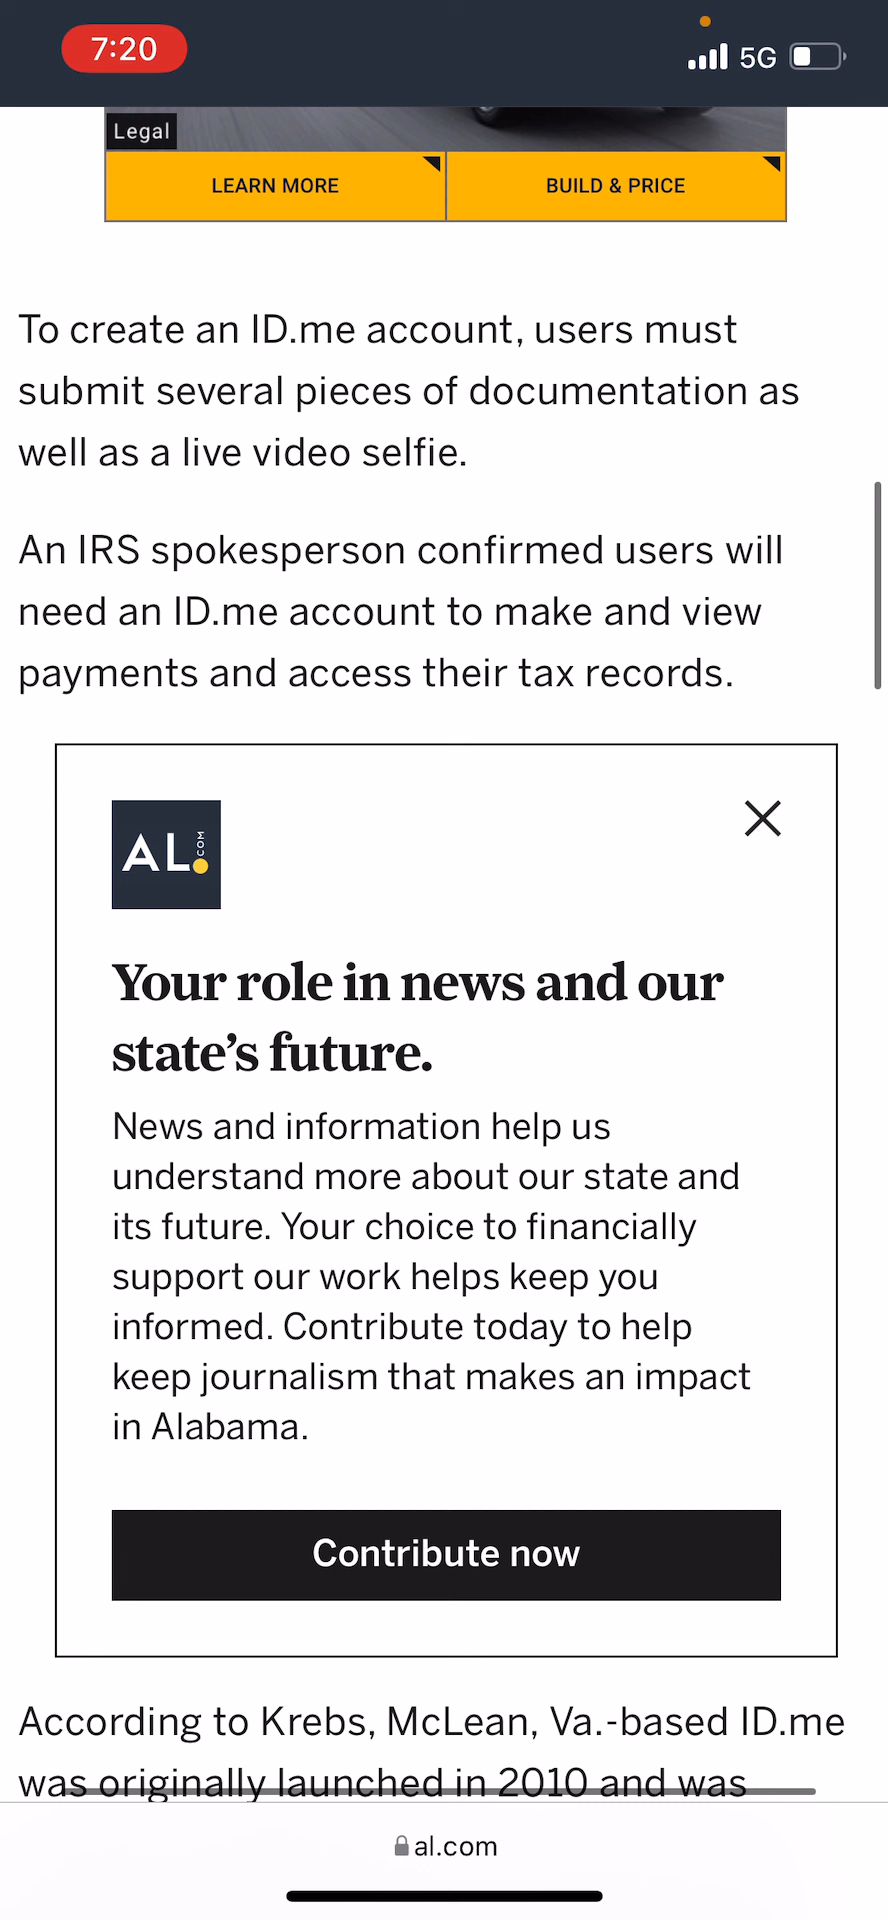 7:20
5G
Legal
LEARN MORE
BUILD & PRICE
To create an ID.me account, users must
submit several pieces of documentation as
well as a live video selfie.
An IRS spokesperson confirmed users will
need an ID.me account to make and view
payments and access their tax records.
AL.COM
Your role in news and our
state’s future.
News and information help us
understand more about our state and
its future. Your choice to financially
support our work helps keep you
informed. Contribute today to help
keep journalism that makes an impact
in Alabama.
Contribute now
According to Krebs, McLean, Va.-based ID.me
was originally launched in 2010 and was
al.com